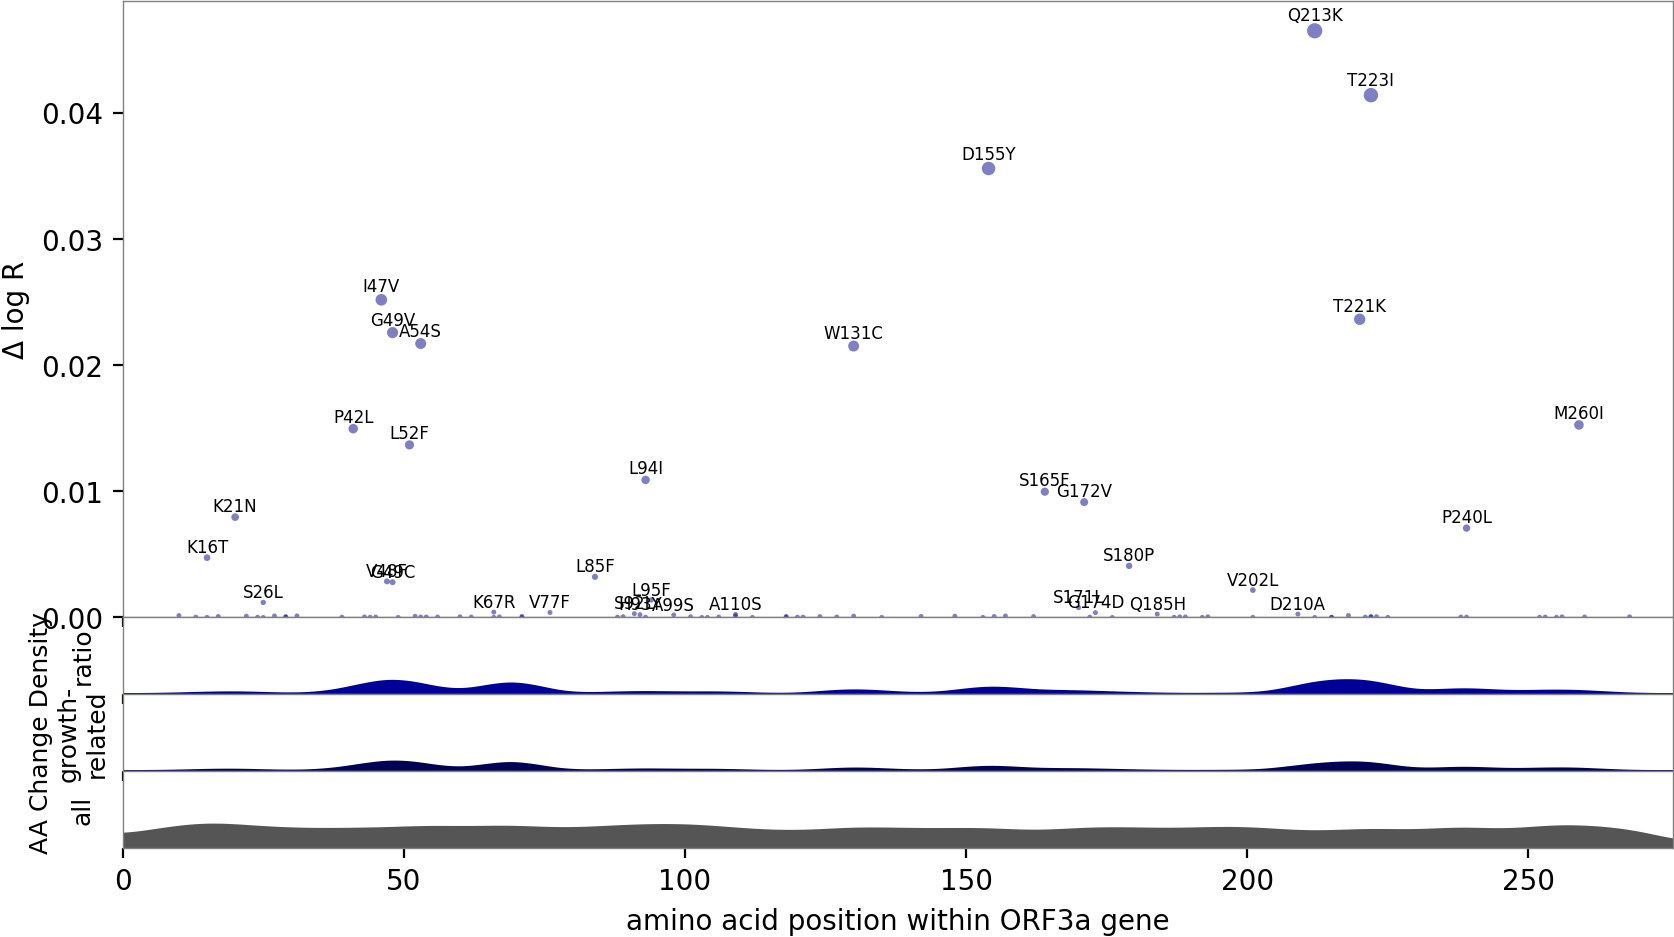 Q213K
T223I
0.04
D155Y
0.03
Δ log R
I47V
G49V
A54S
W131C
T221K
0.02
P42L
L52F
M260I
L94I
0.01
S165F
G172V
K21N
P240L
K16T
S180P
V48F
G49C
L85F
V202L
S26L
L95F
S171L
K67R
V77F
A99S
A110S
G174D
Q185H
D210A
0.00
AA Change Density
ratio
growth-
related
all
0
50
100
150
200
250
amino acid position within ORF3a gene